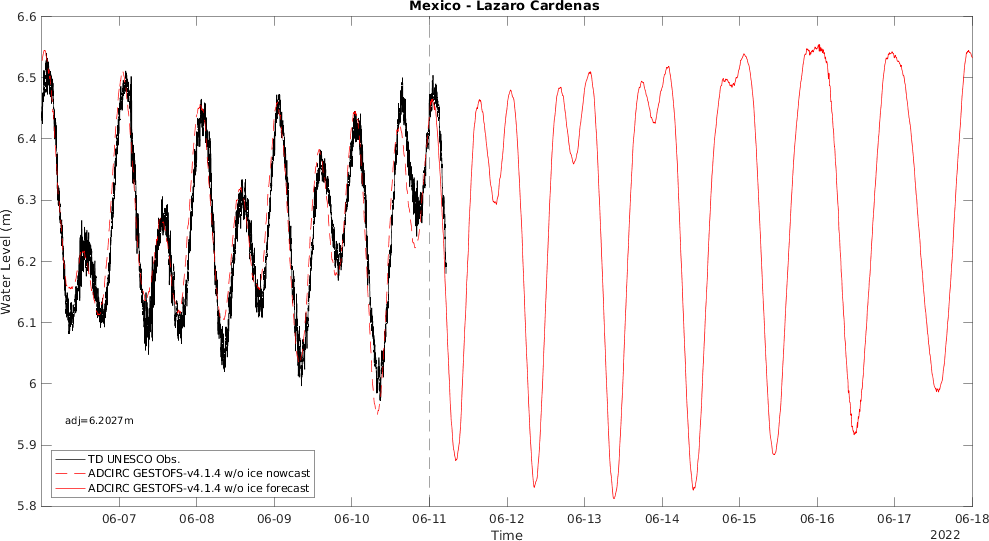 Mexico - Lazaro Cardenas
6.6
6.5
6.4
6.3
6.2
6.1
6
5.9
5.8
Water Level (m)
adj=6.2027m
TD UNESCO Obs.
ADCIRC GESTOFS-v4.1.4 w/o ice nowcast
ADCIRC GESTOFS-v4.1.4 w/o ice forecast
06-07 06-08 06-09 06-10 06-11 06-12 06-13 06-14 06-15 06-16 06-17 06-18
Time
2022